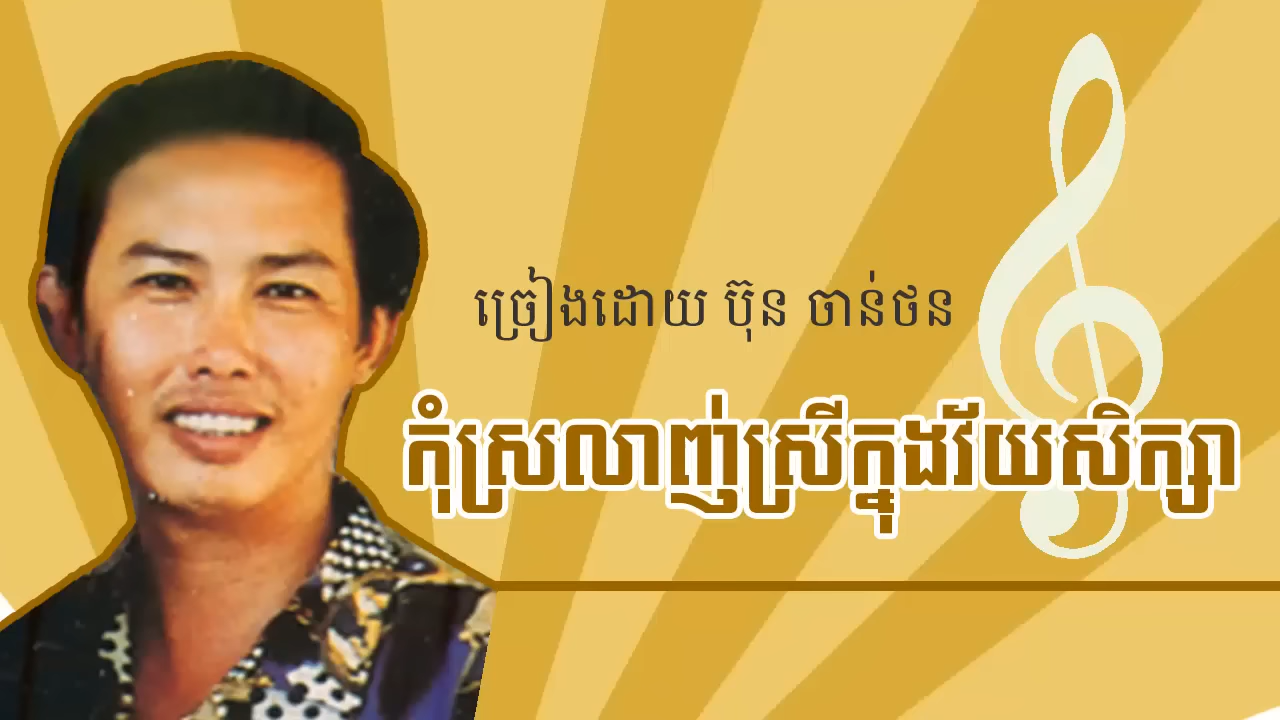 ច្រៀងដោយ ប៊ុន ចាន់ថន
កុំស្រលាញ់ស្រីក្នុងវ័យសិក្សា